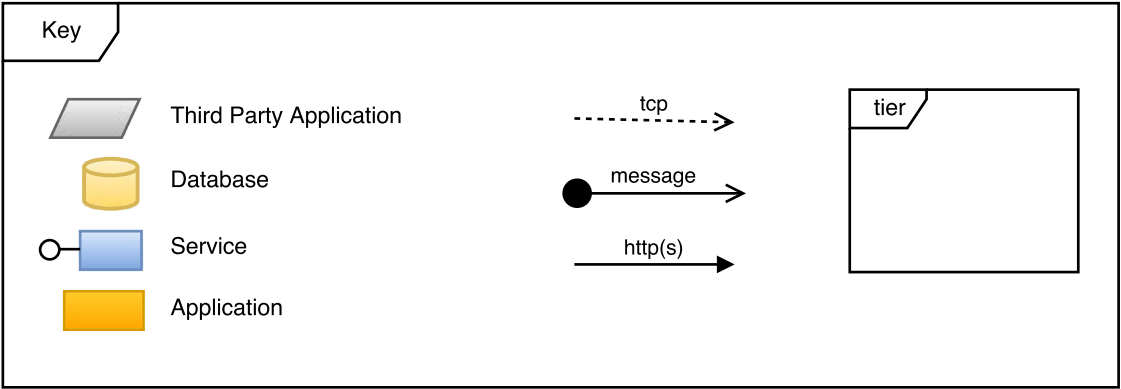 Key
Third Party Application
Database
Service
Application
tcp
message
http(s)
tier